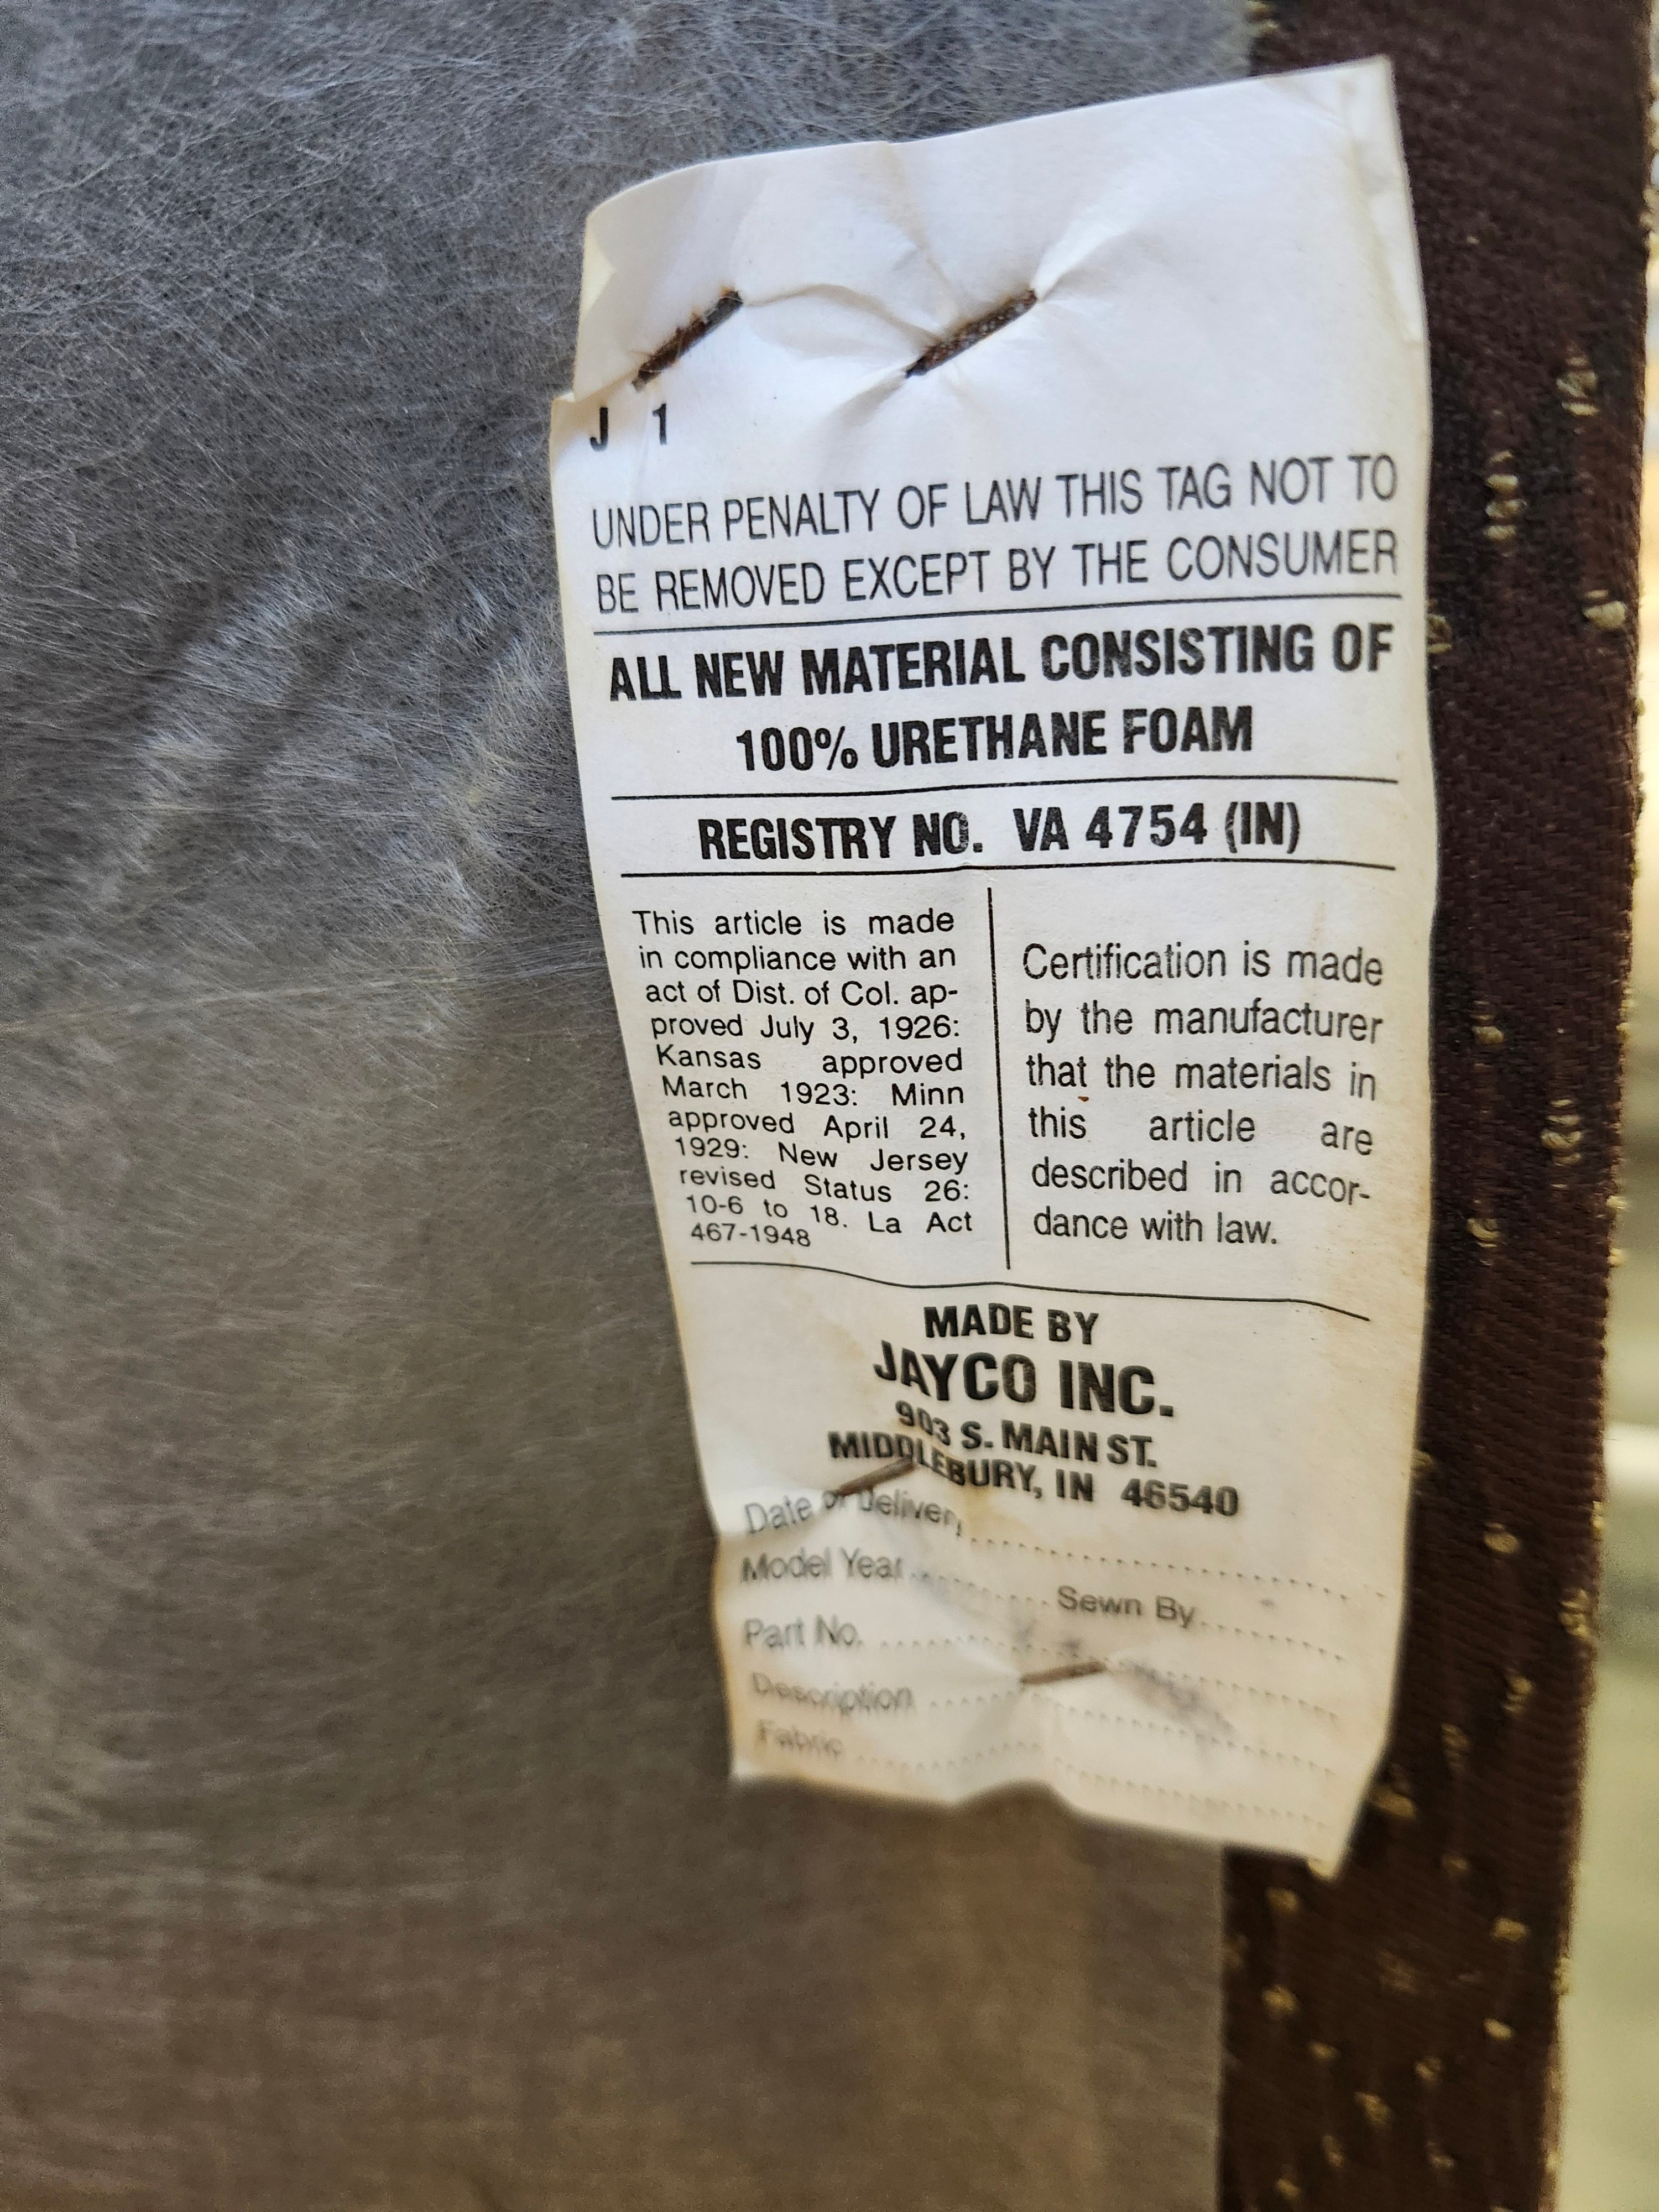 J 1
UNDER PENALTY OF LAW THIS TAG NOT TO
BE REMOVED EXCEPT BY THE CONSUMER
ALL NEW MATERIAL CONSISTING OF
100% URETHANE FOAM
REGISTRY NO. VA 4754 (IN)
This article is made
in compliance with an
act of Dist. of Col. ap-
proved July 3, 1926:
Kansas approved
March 1923: Minn
approved April 24,
1929: New Jersey
revised Status 26:
10-6 to 18. La Act
467-1948
Certification is made
by the manufacturer
that the materials in
this article are
described in accor-
dance with law.
MADE BY
JAYCO INC.
903 S. MAIN ST.
MIDDLEBURY, IN 46540
Date of Delivery
Model Year Sewn By
Part No.
Description
Fabric